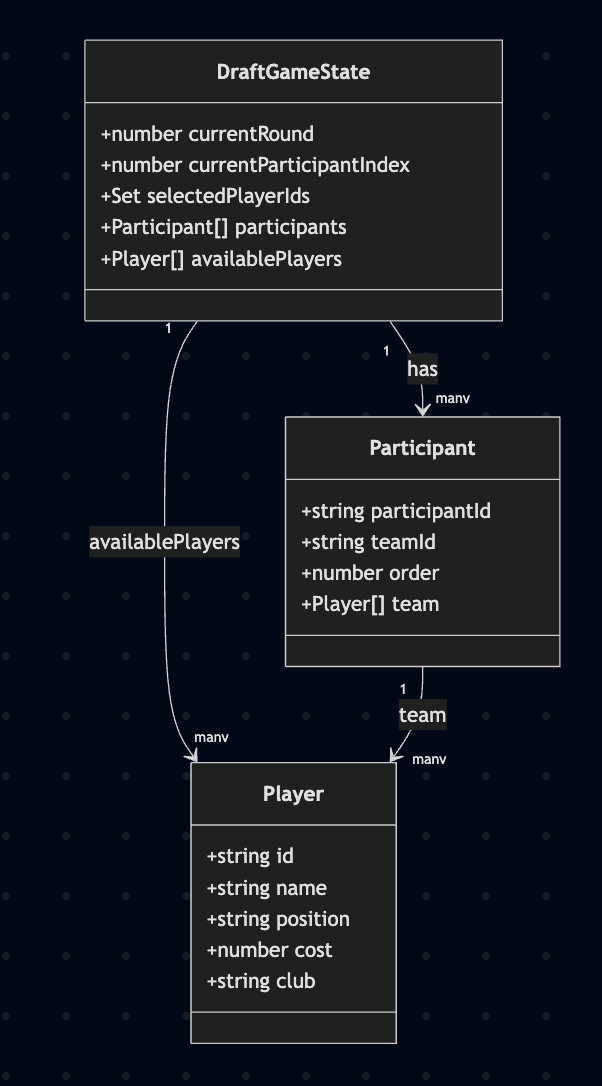 DraftGameState
+number currentRound
+number currentParticipantIndex
+Set selectedPlayerIds
+Participant[] participants
+Player[] availablePlayers
1
1
has
manv
Participant
+string participantId
+string teamId
+number order
+Player[] team
availablePlayers
1
team
manv
manv
Player
+string id
+string name
+string position
+number cost
+string club